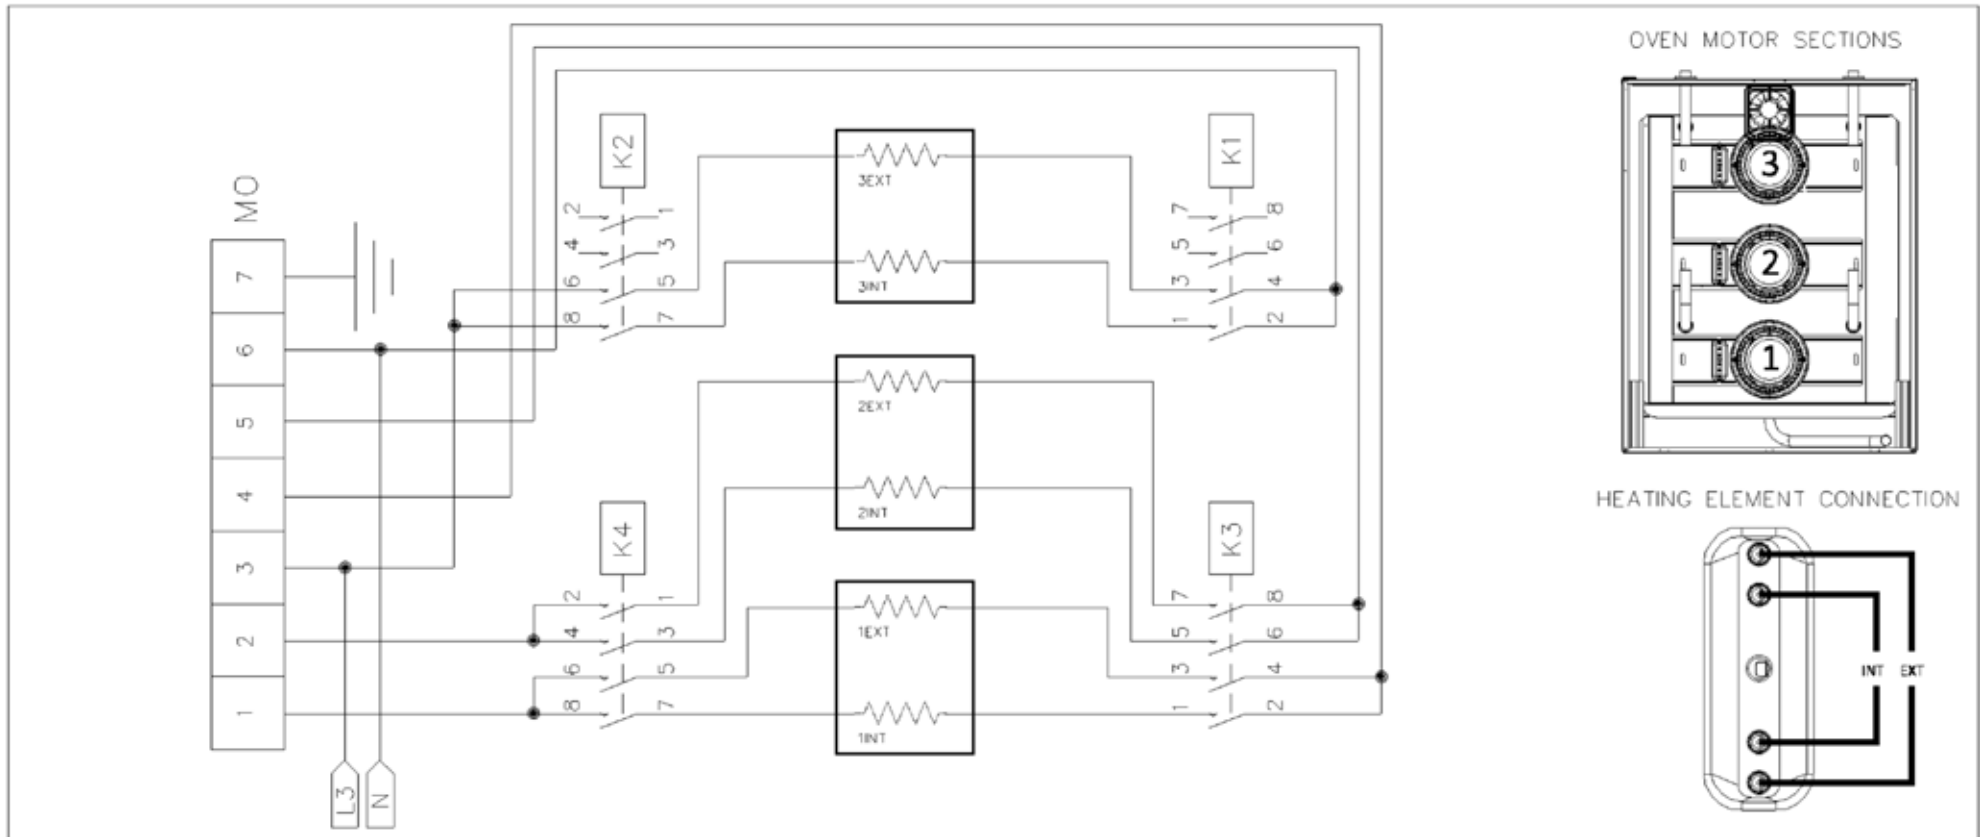 OVEN MOTOR SECTIONS
3
2
1
HEATING ELEMENT CONNECTION
INT EXT
MO
7
6
5
4
3
2
1
L3
N
K2
2 1
4 3
6 5
8 7
3EXT
3INT
K1
7 8
5 6
3 4
1 2
2EXT
2INT
K4
2 1
4 3
6 5
8 7
1EXT
1INT
K3
7 8
5 6
3 4
1 2